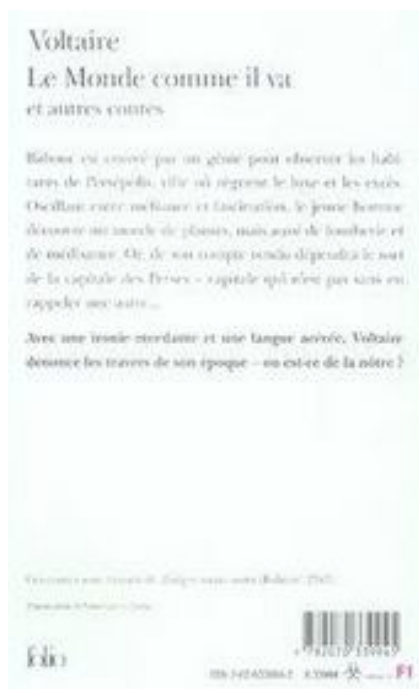 Voltaire
Le Monde comme il va
et autres contes
Babouc est envoyé par un génie pour observer les habi-
tants de Persépolis, ville où règnent le luxe et les excès.
Oscillant entre méfiance et fascination, le jeune homme
découvre un monde de plaisirs, mais aussi de fourberie et
de médisance. Or, de son compte rendu dépendra le sort
de la capitale des Perses – capitale qui n'est pas sans en
rappeler une autre...
Avec une ironie mordante et une langue acérée, Voltaire
dénonce les travers de son époque – ou est-ce de la nôtre ?
folio
F1